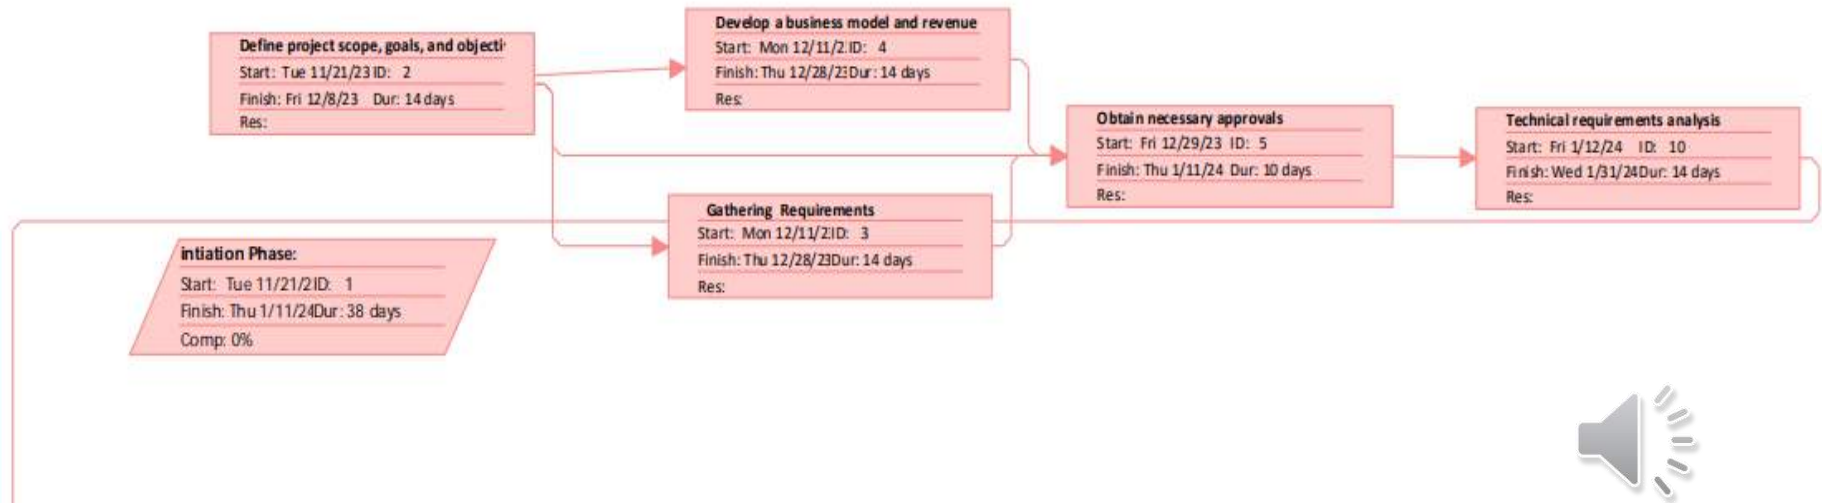 Define project scope, goals, and objecti
Start: Tue 11/21/23 ID: 2
Finish: Fri 12/8/23 Dur: 14 days
Res:
Develop a business model and revenue
Start: Mon 12/11/2 ID: 4
Finish: Thu 12/28/23 Dur: 14 days
Res:
Obtain necessary approvals
Start: Fri 12/29/23 ID: 5
Finish: Thu 1/11/24 Dur: 10 days
Res:
Technical requirements analysis
Start: Fri 1/12/24 ID: 10
Finish: Wed 1/31/24 Dur: 14 days
Res:
Gathering Requirements
Start: Mon 12/11/2 ID: 3
Finish: Thu 12/28/23 Dur: 14 days
Res:
intiation Phase:
Start: Tue 11/21/2 ID: 1
Finish: Thu 1/11/24 Dur: 38 days
Comp: 0%